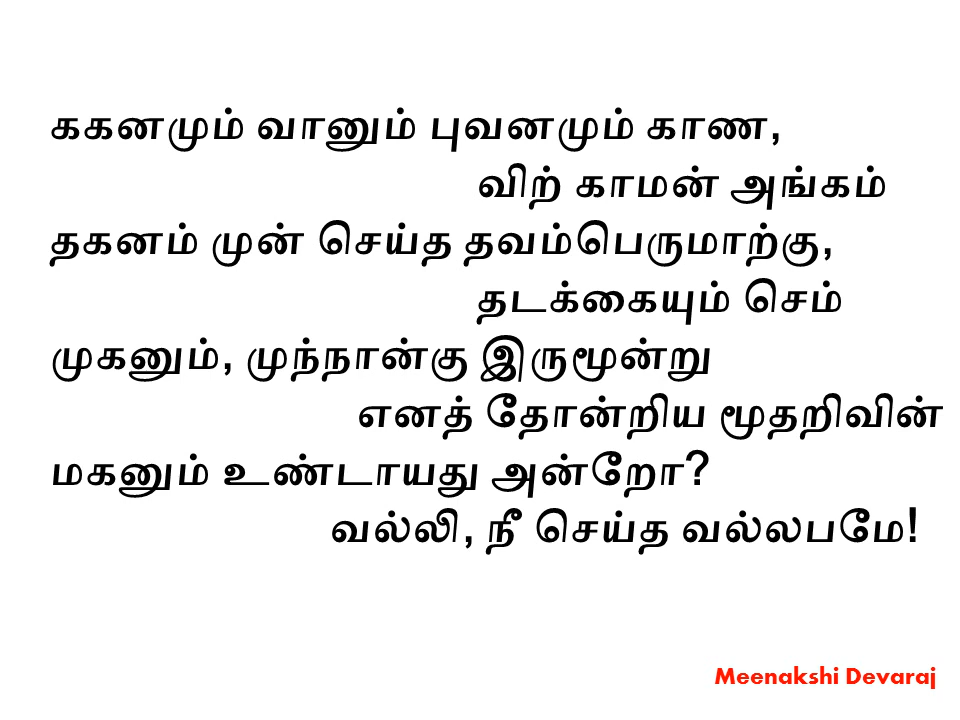 ககனமும் வானும் புவனமும் காண,
விற் காமன் அங்கம்
தகனம் முன் செய்த தவம்பெருமாற்கு,
தடக்கையும் செம்
முகனும், முந்நான்கு இருமூன்று
எனத் தோன்றிய மூதறிவின்
மகனும் உண்டாயது அன்றோ?
வல்லி, நீ செய்த வல்லபமே!
Meenakshi Devaraj